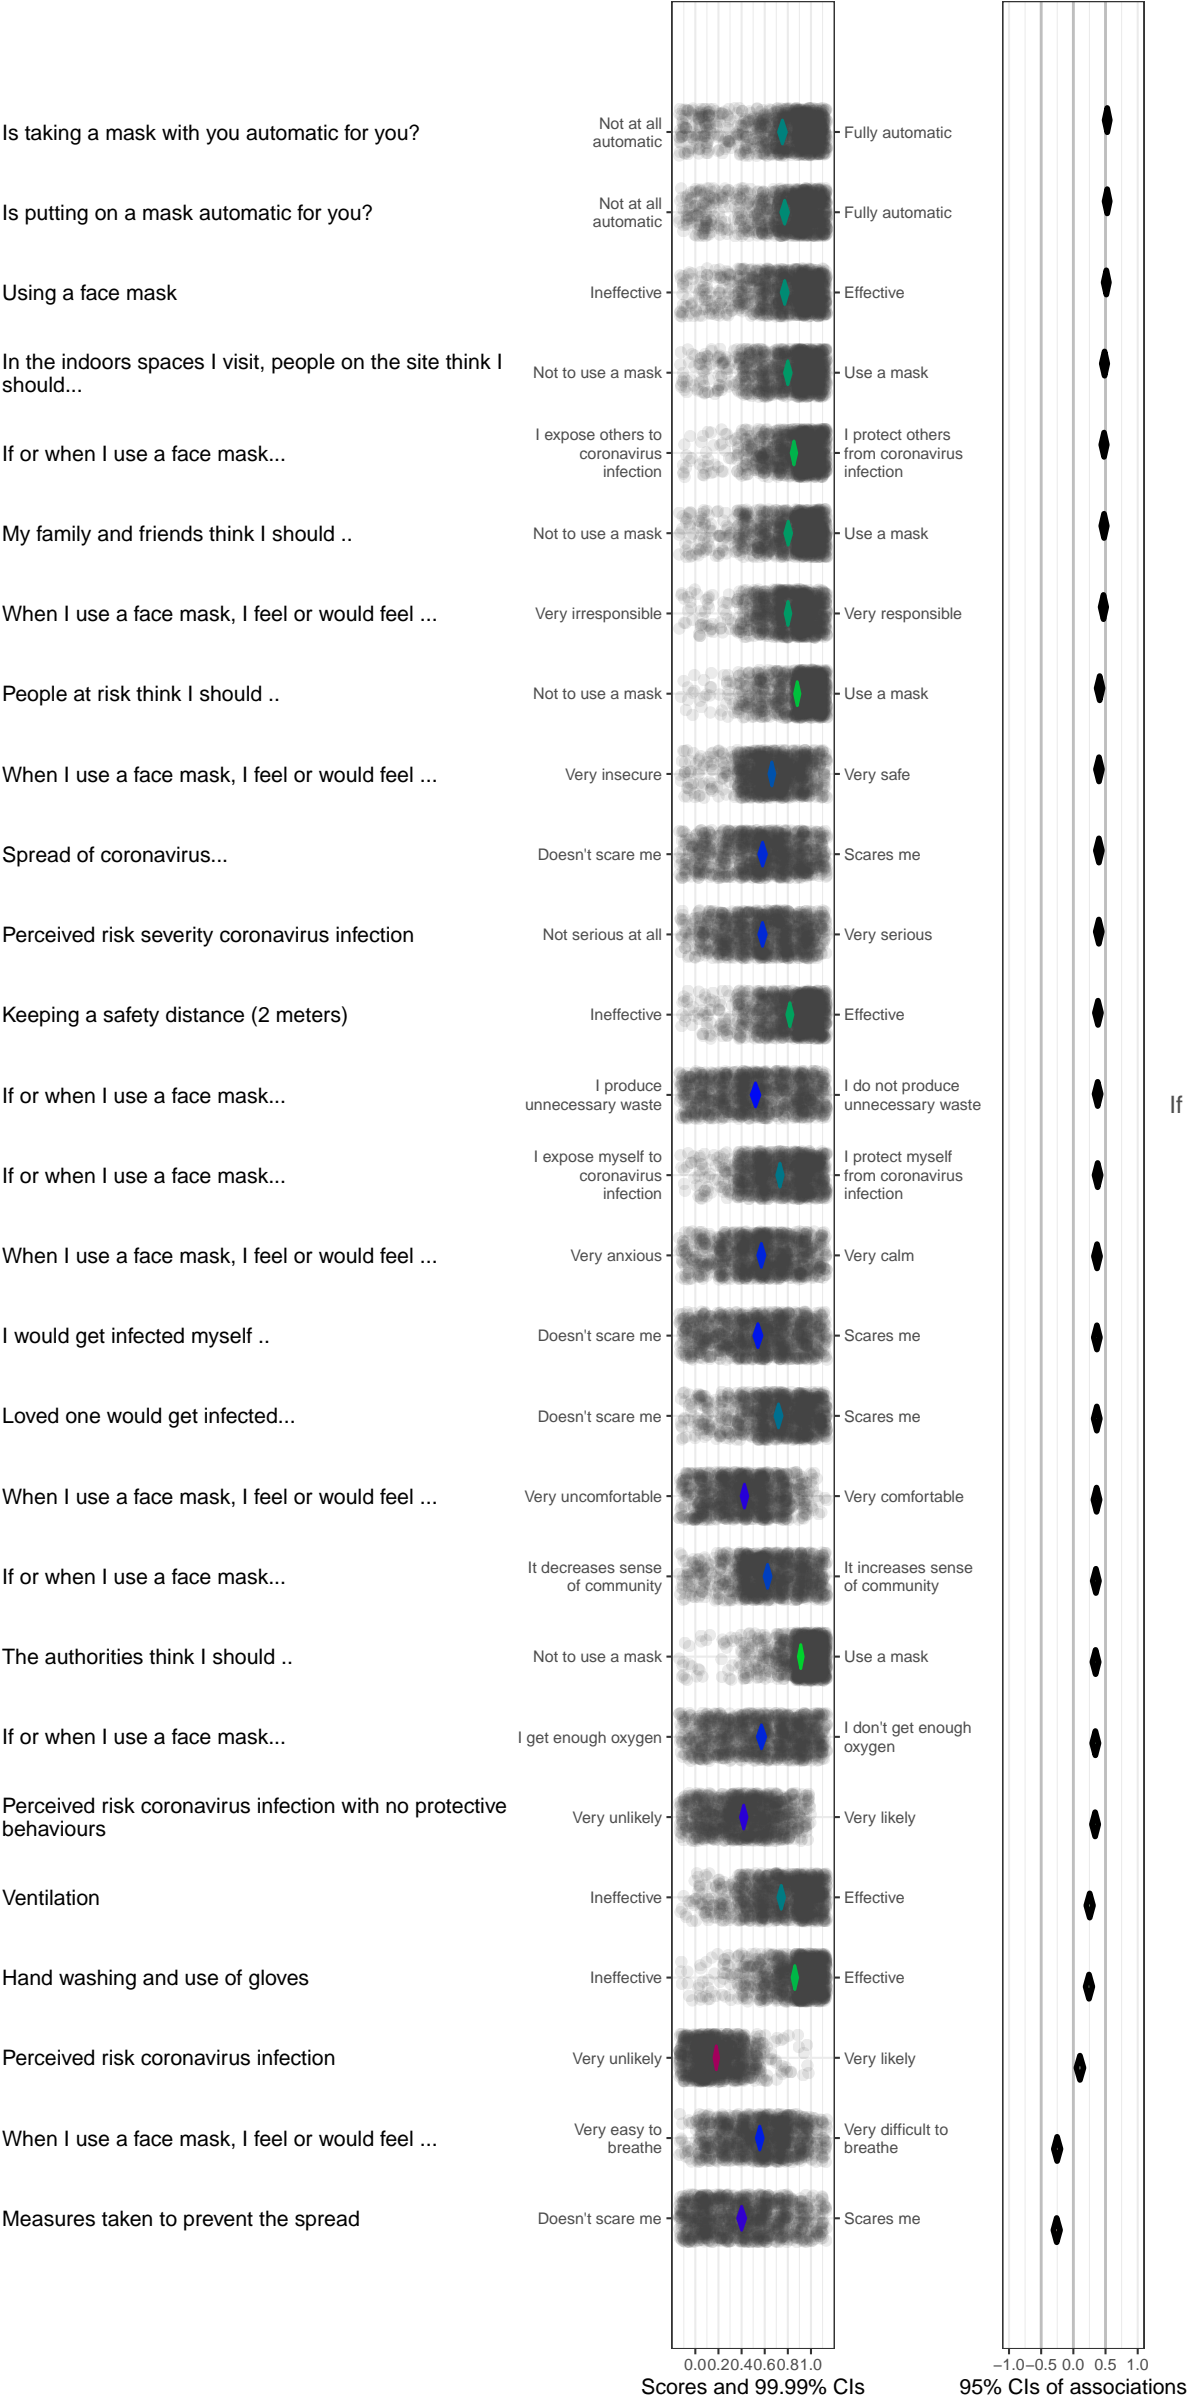 Is taking a mask with you automatic for you?
Not at all
automatic
Fully automatic
Is putting on a mask automatic for you?
Not at all
automatic
Fully automatic
Using a face mask
Ineffective
Effective
In the indoors spaces I visit, people on the site think I
should...
Not to use a mask
Use a mask
If or when I use a face mask...
I expose others to
coronavirus
infection
I protect others
from coronavirus
infection
My family and friends think I should ..
Not to use a mask
Use a mask
When I use a face mask, I feel or would feel ...
Very irresponsible
Very responsible
People at risk think I should ..
Not to use a mask
Use a mask
When I use a face mask, I feel or would feel ...
Very insecure
Very safe
Spread of coronavirus...
Doesn't scare me
Scares me
Perceived risk severity coronavirus infection
Not serious at all
Very serious
Keeping a safety distance (2 meters)
Ineffective
Effective
If or when I use a face mask...
I produce
unnecessary waste
I do not produce
unnecessary waste
If
If or when I use a face mask...
I expose myself to
coronavirus
infection
I protect myself
from coronavirus
infection
When I use a face mask, I feel or would feel ...
Very anxious
Very calm
I would get infected myself ..
Doesn't scare me
Scares me
Loved one would get infected...
Doesn't scare me
Scares me
When I use a face mask, I feel or would feel ...
Very uncomfortable
Very comfortable
If or when I use a face mask...
It decreases sense
of community
It increases sense
of community
The authorities think I should ..
Not to use a mask
Use a mask
If or when I use a face mask...
I get enough oxygen
I don't get enough
oxygen
Perceived risk coronavirus infection with no protective
behaviours
Very unlikely
Very likely
Ventilation
Ineffective
Effective
Hand washing and use of gloves
Ineffective
Effective
Perceived risk coronavirus infection
Very unlikely
Very likely
When I use a face mask, I feel or would feel ...
Very easy to
breathe
Very difficult to
breathe
Measures taken to prevent the spread
Doesn't scare me
Scares me
0.0 0.2 0.4 0.6 0.8 1.0
Scores and 99.99% CIs
−1.0 −0.5 0.0 0.5 1.0
95% CIs of associations